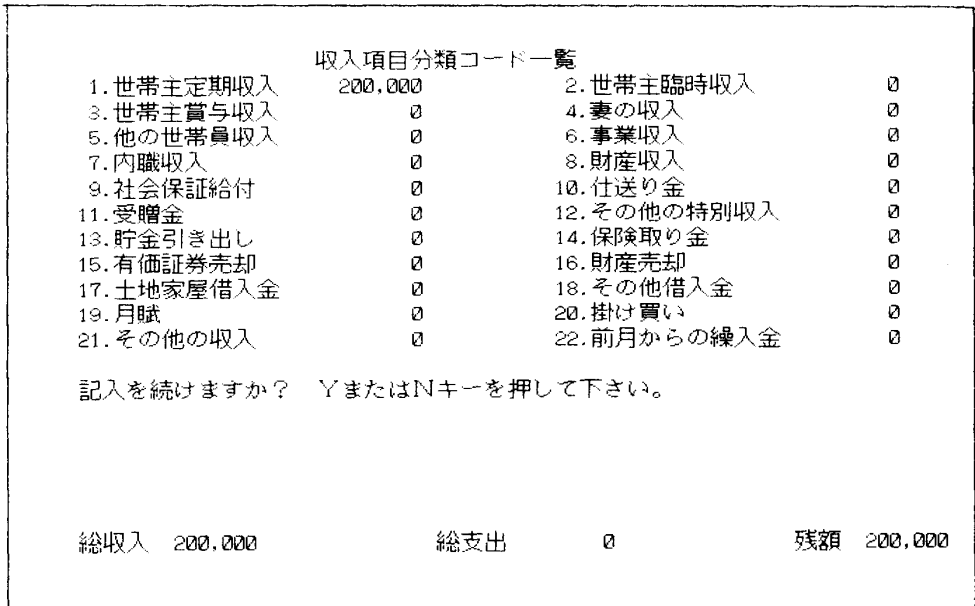 収入項目分類コード一覧
1.世帯主定期収入 200,000 2.世帯主臨時収入 0
3.世帯主賞与収入 0 4.妻の収入 0
5.他の世帯員収入 0 6.事業収入 0
7.内職収入 0 8.財産収入 0
9.社会保証給付 0 10.仕送り金 0
11.受贈金 0 12.その他の特別収入 0
13.貯金引き出し 0 14.保険取り金 0
15.有価証券売却 0 16.財産売却 0
17.土地家屋借入金 0 18.その他借入金 0
19.月賦 0 20.掛け買い 0
21.その他の収入 0 22.前月からの繰入金 0
記入を続けますか? YまたはNキーを押して下さい。
総収入 200,000 総支出 0 残額 200,000